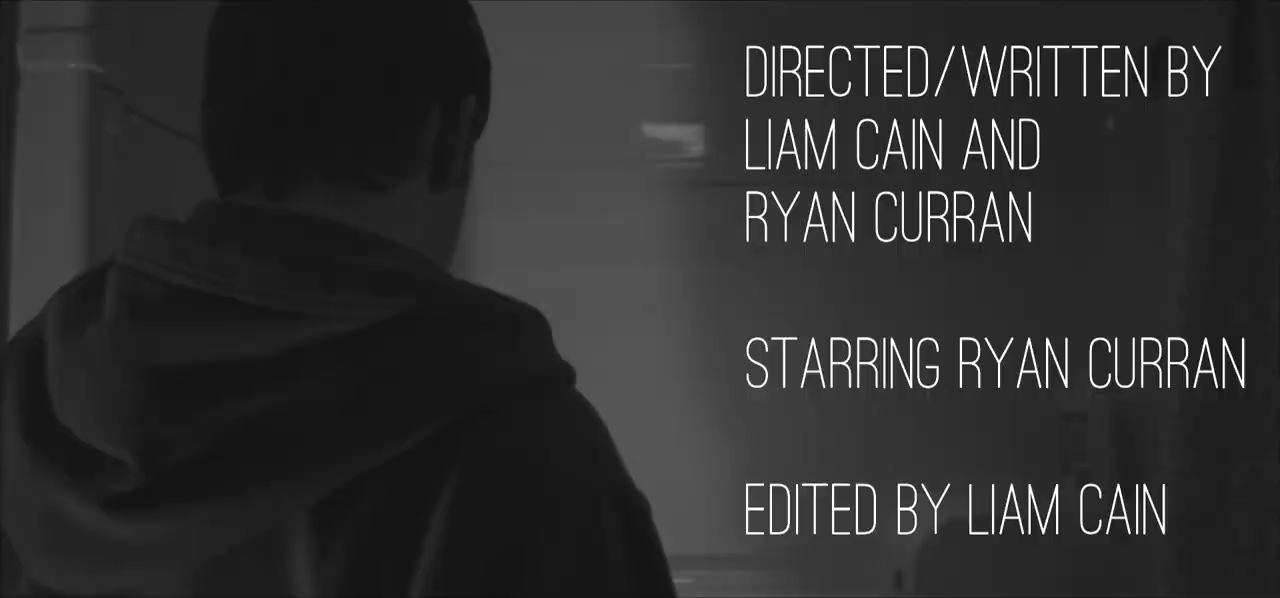 DIRECTED/WRITTEN BY
LIAM CAIN AND
RYAN CURRAN
STARRING RYAN CURRAN
EDITED BY LIAM CAIN